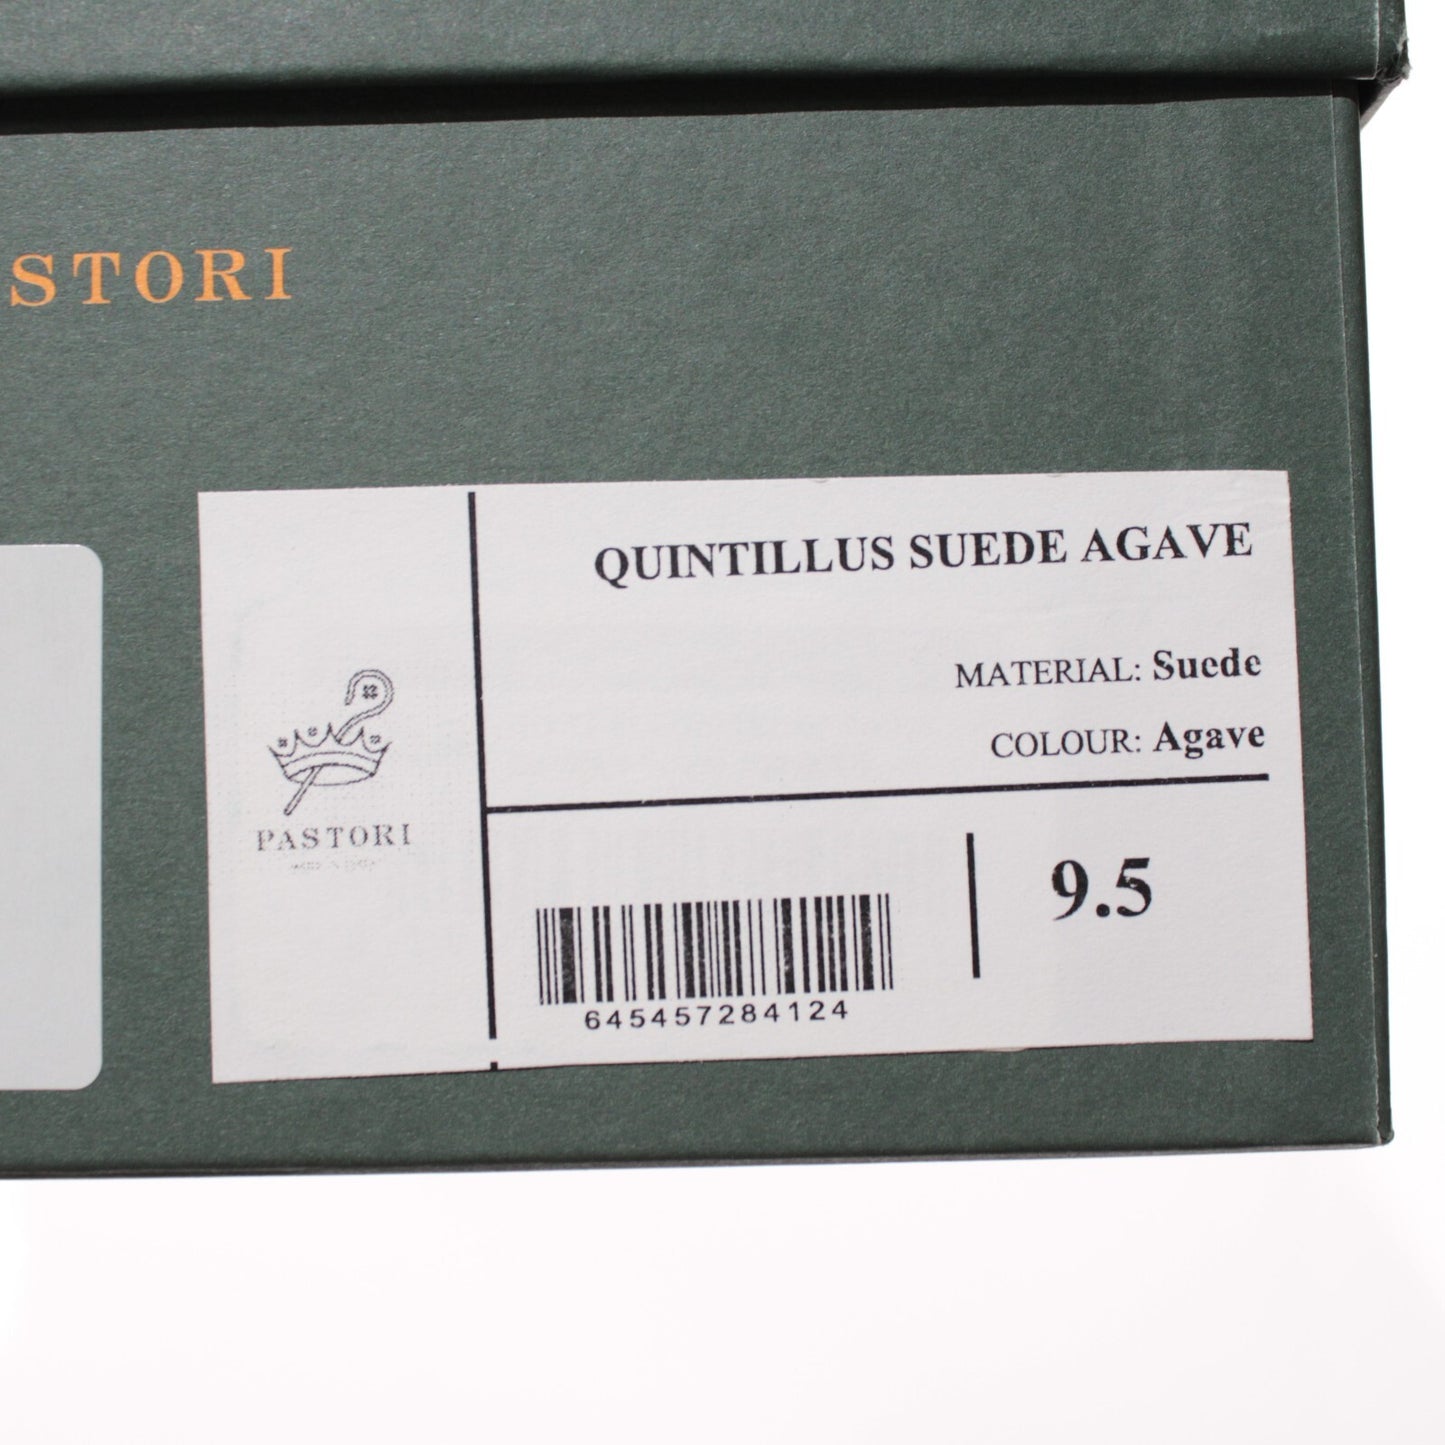 STORI
QUINTILLUS SUEDE AGAVE
MATERIAL: Suede
COLOUR: Agave
PASTORI
9.5
645457284124